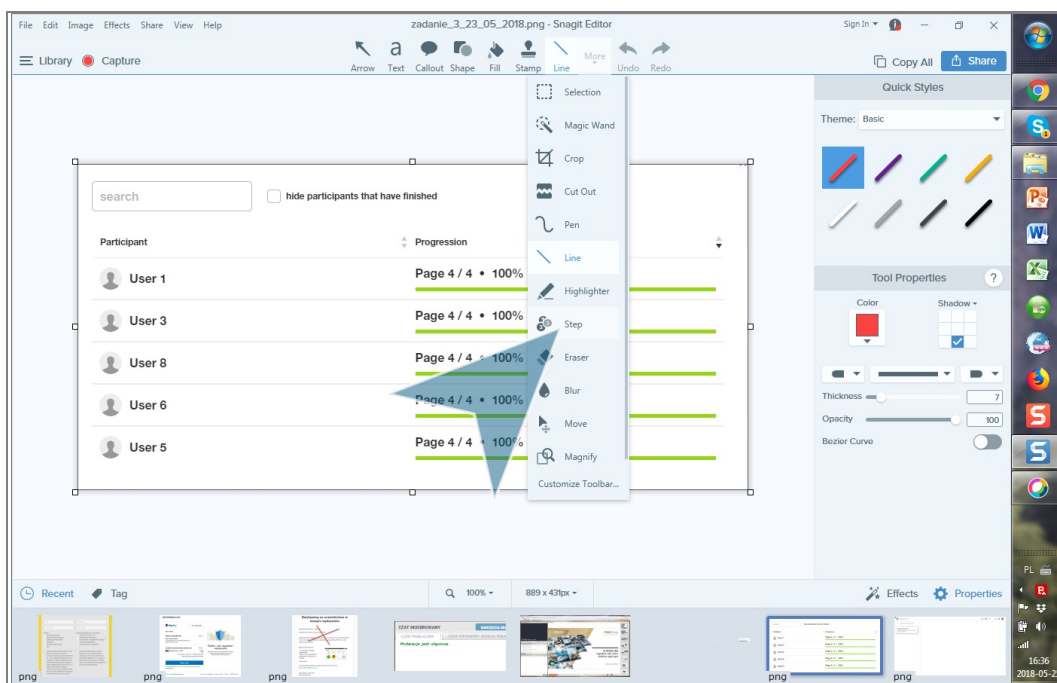 File Edit Image Effects Share View Help
zadanie_3_23_05_2018.png - Snagit Editor
Sign In
Library
Capture
Arrow Text Callout Shape Fill Stamp Line More Undo Redo
Copy All
Share
Selection
Magic Wand
Crop
Cut Out
Pen
Line
Highlighter
Step
Eraser
Blur
Move
Magnify
Customize Toolbar...
search
hide participants that have finished
Participant
Progression
User 1
Page 4 / 4 • 100%
User 3
Page 4 / 4 • 100%
User 8
Page 4 / 4 • 100%
User 6
Page 4 / 4 • 100%
User 5
Page 4 / 4 • 100%
Quick Styles
Theme: Basic
Tool Properties ?
Color
Shadow
Thickness 7
Opacity 100
Bezier Curve
Recent
Tag
100%
889 x 431px
Effects
Properties
png
png
png
CZAT MODEROWANY
png
png
PL
16:36